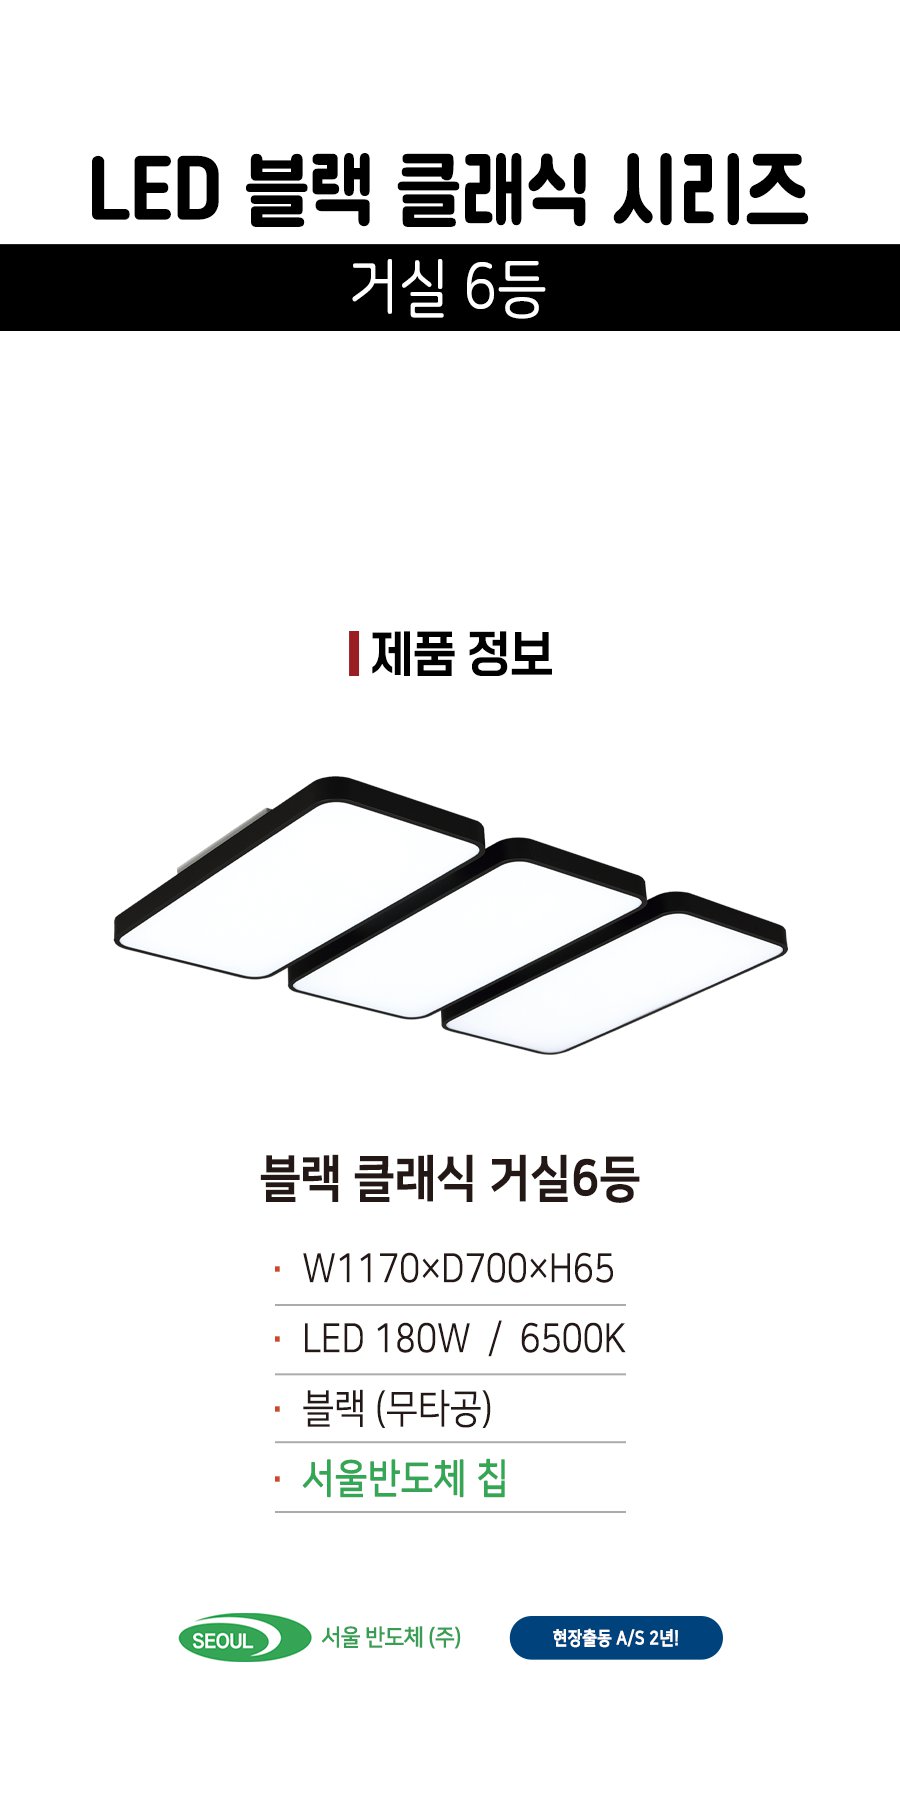 LED 블랙 클래식 시리즈
거실 6등
제품 정보
블랙 클래식 거실6등
· W1170×D700×H65
· LED 180W / 6500K
· 블랙 (무타공)
· 서울반도체 칩
SEOUL 서울 반도체 (주)
현장출동 A/S 2년!